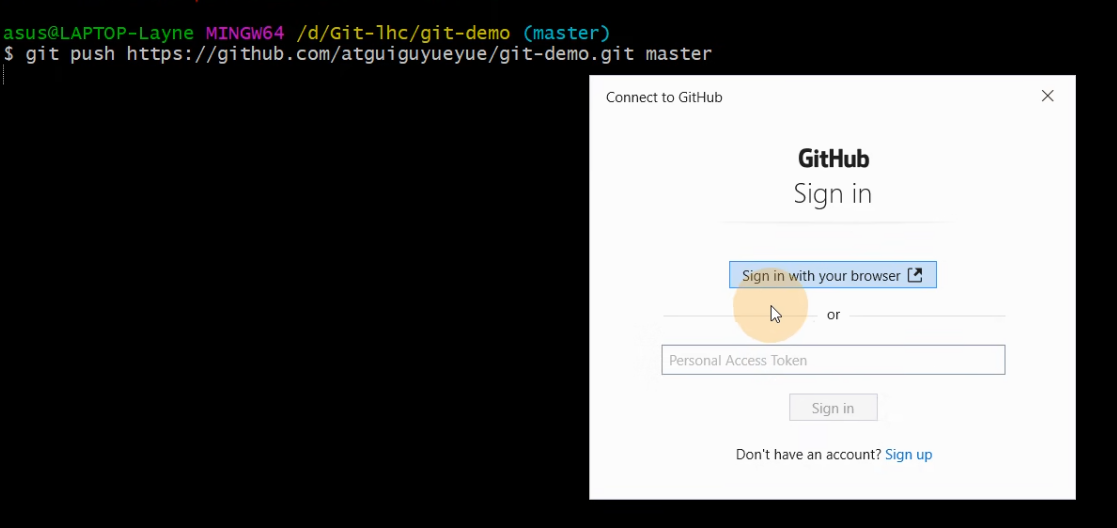 asus@LAPTOP-Layne MINGW64 /d/Git-lhc/git-demo (master)
$ git push https://github.com/atguiguyueyue/git-demo.git master
Connect to GitHub
GitHub
Sign in
Sign in with your browser
or
Personal Access Token
Sign in
Don't have an account? Sign up